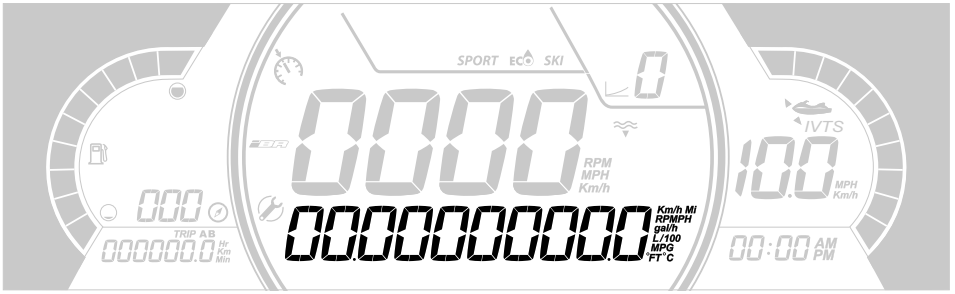 SPORT ECO SKI
0
0000
RPM
MPH
Km/h
BR
IVTS
10.0
MPH
Km/h
000
TRIP A B
000000.0
Hr
Km
Min
00.00000000.0
Km/h Mi
RPMPH
gal/h
L/100
MPG
°FT°C
00:00
AM
PM